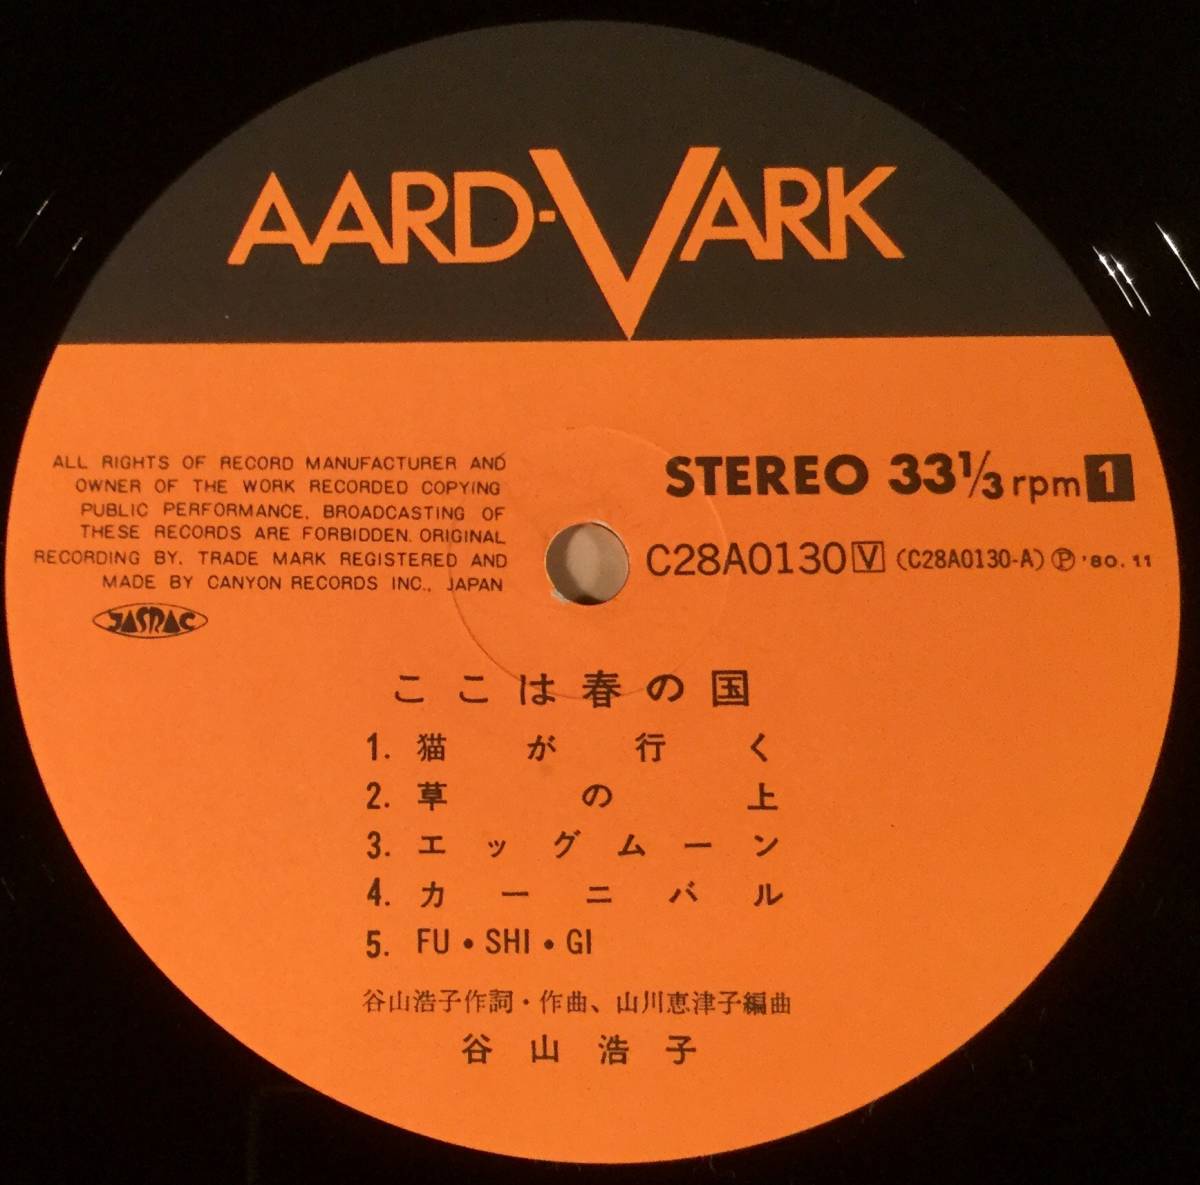 AARD-VARK
ALL RIGHTS OF RECORD MANUFACTURER AND
OWNER OF THE WORK RECORDED COPYING
PUBLIC PERFORMANCE, BROADCASTING OF
THESE RECORDS ARE FORBIDDEN. ORIGINAL
RECORDING BY. TRADE MARK REGISTERED AND
MADE BY CANYON RECORDS INC., JAPAN
JASRAC
STEREO 33⅓ rpm 1
C28A0130 V (C28A0130-A) Ⓟ '80. 11
ここは春の国
1. 猫が行く
2. 草の上
3. エッグムーン
4. カーニバル
5. FU・SHI・GI
谷山浩子作詞・作曲、山川恵津子編曲
谷山浩子